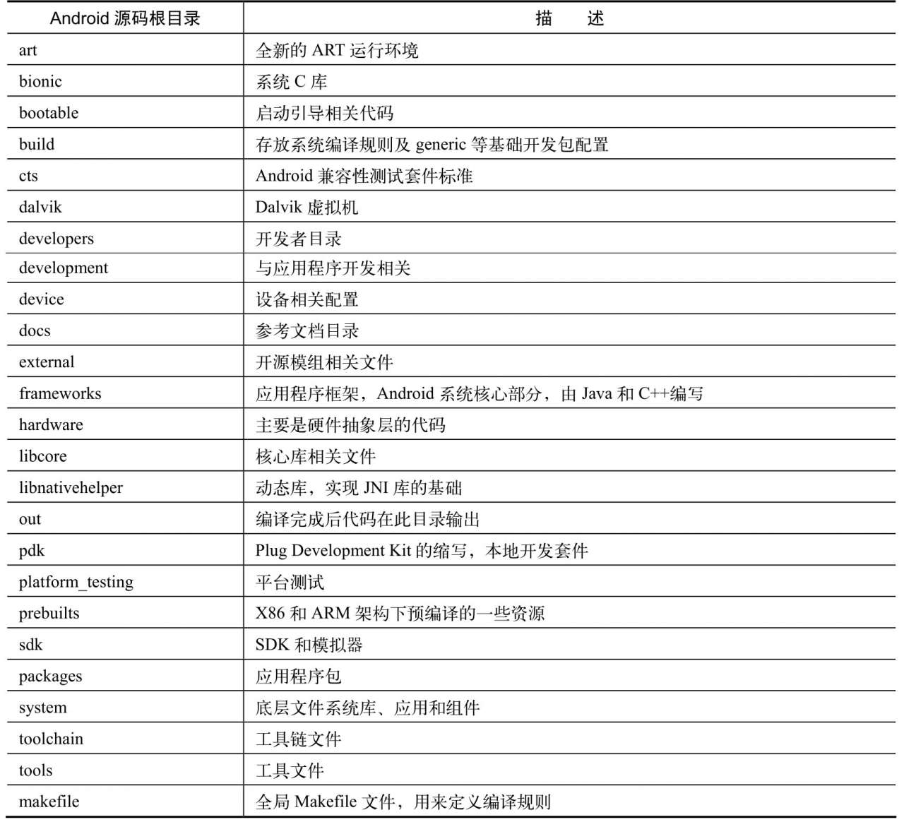 Android 源码根目录 描 述
art 全新的 ART 运行环境
bionic 系统 C 库
bootable 启动引导相关代码
build 存放系统编译规则及 generic 等基础开发包配置
cts Android 兼容性测试套件标准
dalvik Dalvik 虚拟机
developers 开发者目录
development 与应用程序开发相关
device 设备相关配置
docs 参考文档目录
external 开源模组相关文件
frameworks 应用程序框架，Android 系统核心部分，由 Java 和 C++编写
hardware 主要是硬件抽象层的代码
libcore 核心库相关文件
libnativehelper 动态库，实现 JNI 库的基础
out 编译完成后代码在此目录输出
pdk Plug Development Kit 的缩写，本地开发套件
platform_testing 平台测试
prebuilts X86 和 ARM 架构下预编译的一些资源
sdk SDK 和模拟器
packages 应用程序包
system 底层文件系统库、应用和组件
toolchain 工具链文件
tools 工具文件
makefile 全局 Makefile 文件，用来定义编译规则